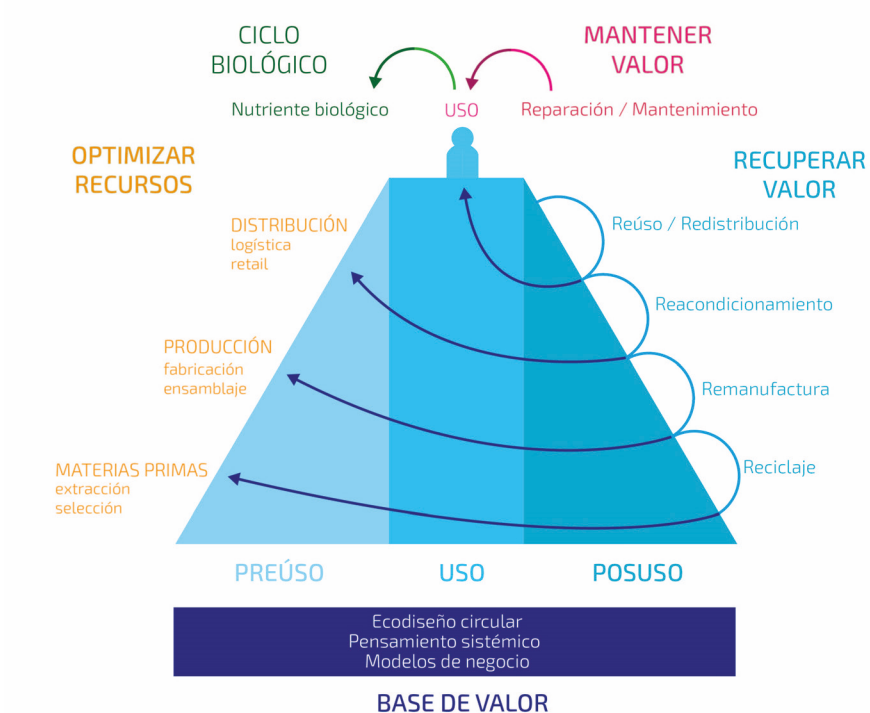 CICLO
BIOLÓGICO
MANTENER
VALOR
Nutriente biológico
USO
Reparación / Mantenimiento
OPTIMIZAR
RECURSOS
RECUPERAR
VALOR
DISTRIBUCIÓN
logística
retail
Reúso / Redistribución
Reacondicionamiento
PRODUCCIÓN
fabricación
ensamblaje
Remanufactura
MATERIAS PRIMAS
extracción
selección
Reciclaje
PREÚSO
USO
POSUSO
Ecodiseño circular
Pensamiento sistémico
Modelos de negocio
BASE DE VALOR